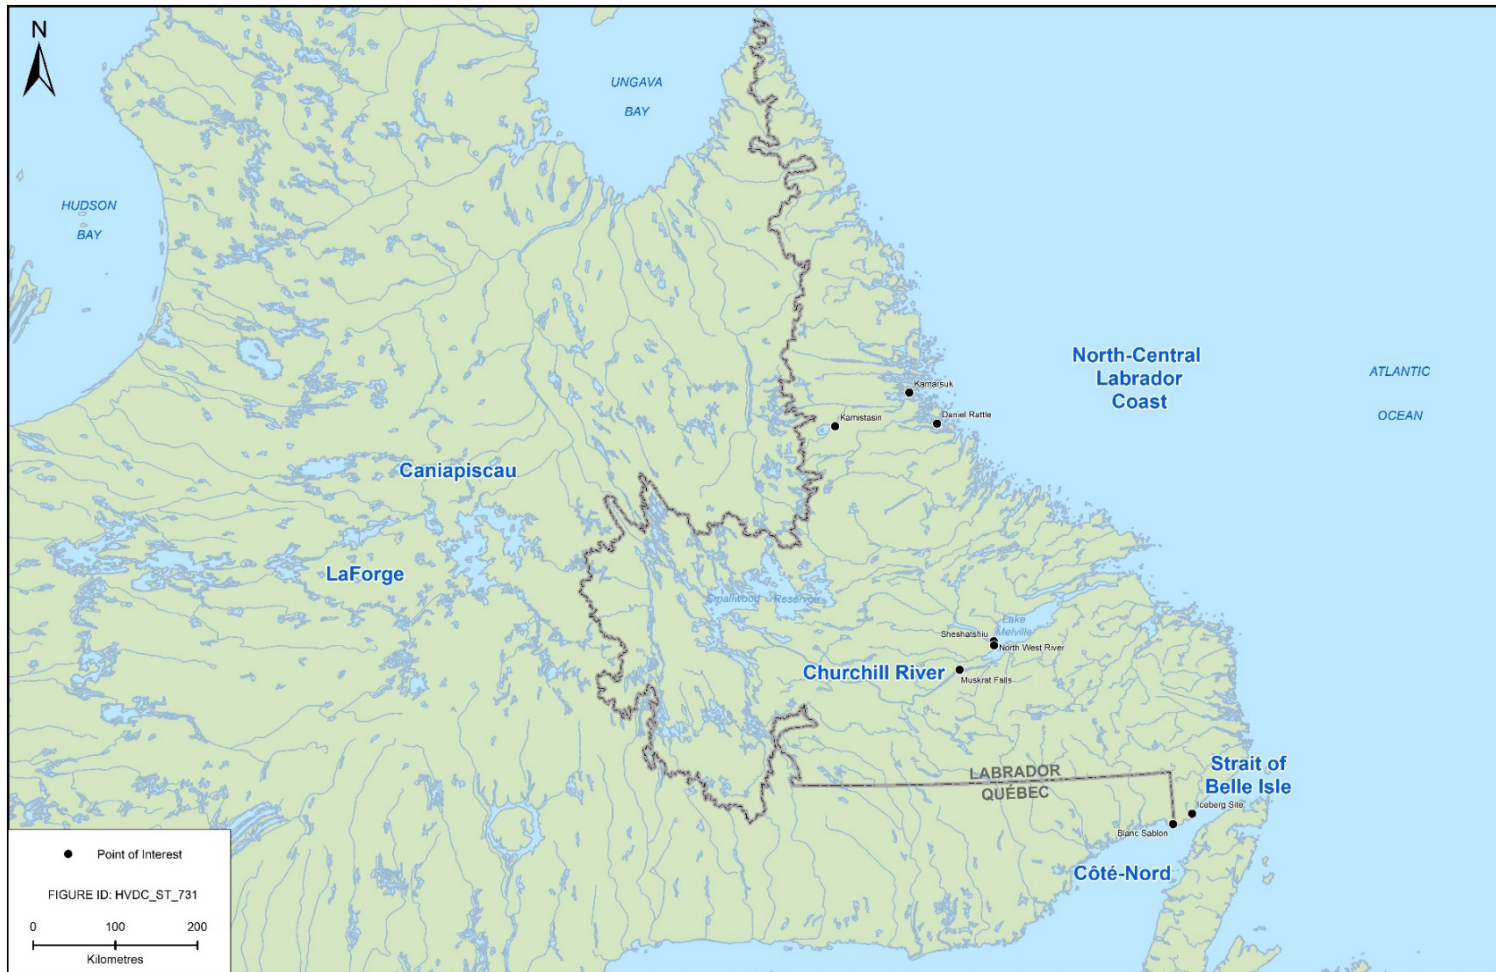 N
UNGAVA
BAY
HUDSON
BAY
North-Central
Labrador
Coast
ATLANTIC
OCEAN
Kamarsuk
Daniel Rattle
Kamistasin
Caniapiscau
LaForge
Smallwood Reservoir
Lake
Melville
Sheshatshiu
North West River
Churchill River
Muskrat Falls
LABRADOR
QUÉBEC
Strait of
Belle Isle
Iceberg Site
Blanc Sablon
Côté-Nord
Point of Interest
FIGURE ID: HVDC_ST_731
0 100 200
Kilometres